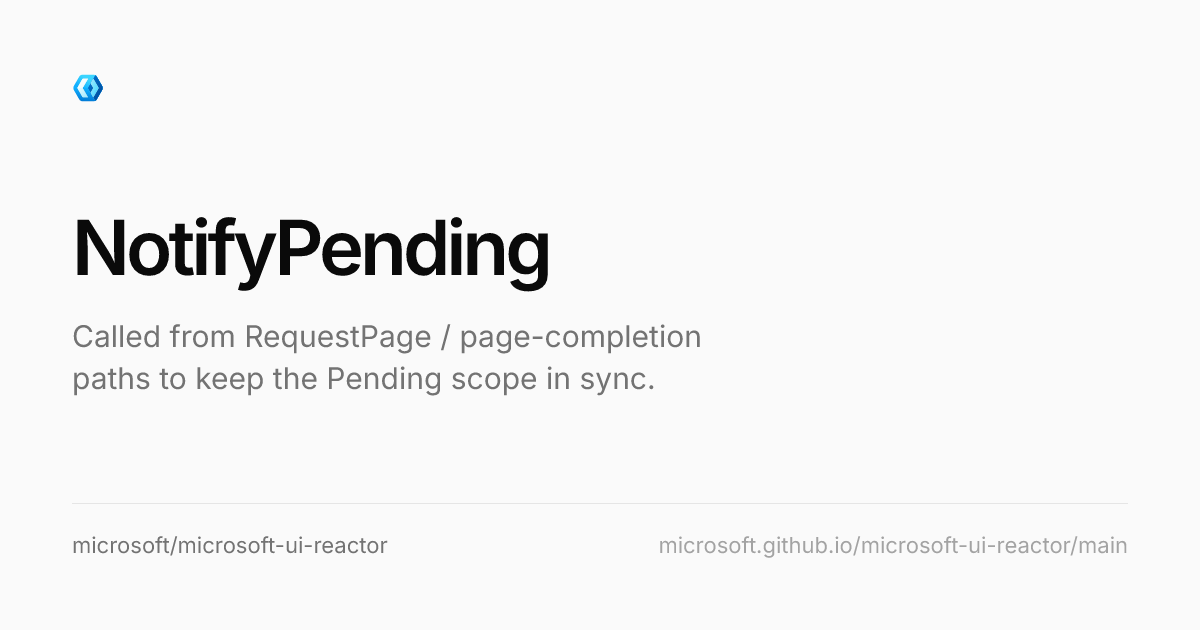 NotifyPending
Called from RequestPage / page-completion
paths to keep the Pending scope in sync.
microsoft/microsoft-ui-reactor
microsoft.github.io/microsoft-ui-reactor/main